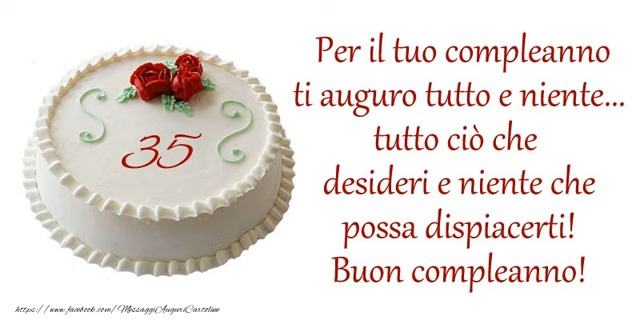 35
Per il tuo compleanno
ti auguro tutto e niente...
tutto ciò che
desideri e niente che
possa dispiacerti!
Buon compleanno!
https://www.facebook.com/MessaggiAuguriCartoline